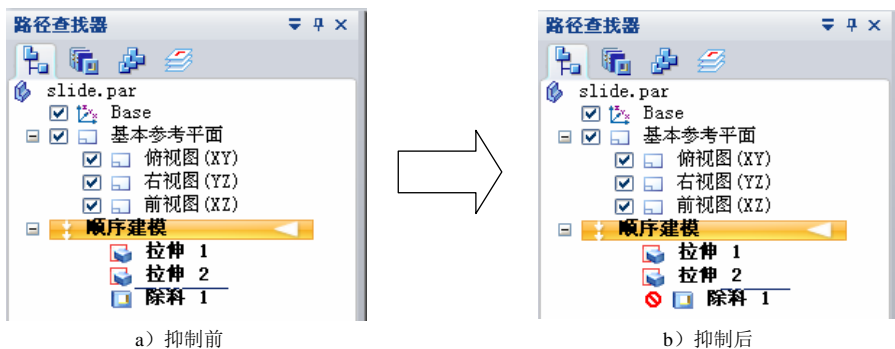 路径查找器
slide.par
Base
基本参考平面
俯视图(XY)
右视图(YZ)
前视图(XZ)
顺序建模
拉伸 1
拉伸 2
除料 1
a）抑制前
路径查找器
slide.par
Base
基本参考平面
俯视图(XY)
右视图(YZ)
前视图(XZ)
顺序建模
拉伸 1
拉伸 2
除料 1
b）抑制后